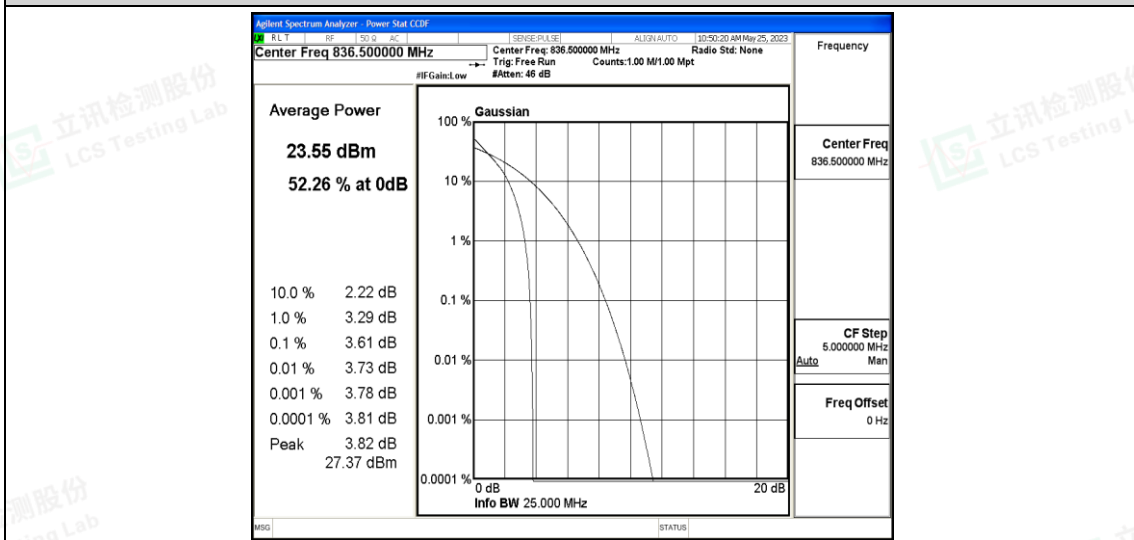 Agilent Spectrum Analyzer - Power Stat CCDF
RLT RF 50 Ω AC SENSE:PULSE ALIGNAUTO 10:50:20 AM May 25, 2023
Center Freq 836.500000 MHz
Center Freq: 836.500000 MHz Radio Std: None
Trig: Free Run Counts:1.00 M/1.00 Mpt
#IFGain:Low #Atten: 46 dB
Frequency
Average Power
23.55 dBm
52.26 % at 0dB
10.0 % 2.22 dB
1.0 % 3.29 dB
0.1 % 3.61 dB
0.01 % 3.73 dB
0.001 % 3.78 dB
0.0001 % 3.81 dB
Peak 3.82 dB
27.37 dBm
Gaussian
100 %
10 %
1 %
0.1 %
0.01 %
0.001 %
0.0001 %
0 dB 20 dB
Info BW 25.000 MHz
Center Freq
836.500000 MHz
CF Step
5.000000 MHz
Auto Man
Freq Offset
0 Hz
MSG STATUS
立讯检测股份
LCS Testing Lab
立讯检测股份
LCS Testing Lab